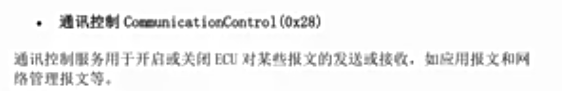 • 通讯控制 CommunicationControl(0x28)
通讯控制服务用于开启或关闭 ECU 对某些报文的发送或接收，如应用报文和网
络管理报文等。